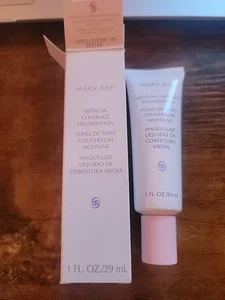 MARY KAY
MEDIUM
COVERAGE
FOUNDATION
FOND DE TEINT
COUVERTURE
MOYENNE
MAQUILLAJE
LÍQUIDO DE
COBERTURA MEDIA
1 FL. OZ./29 mL
MARY KAY
MEDIUM-COVERAGE
FOUNDATION
FOND DE TEINT
COUVERTURE
MOYENNE
MAQUILLAJE
LÍQUIDO DE
COBERTURA
MEDIA
1 FL. OZ./29 mL